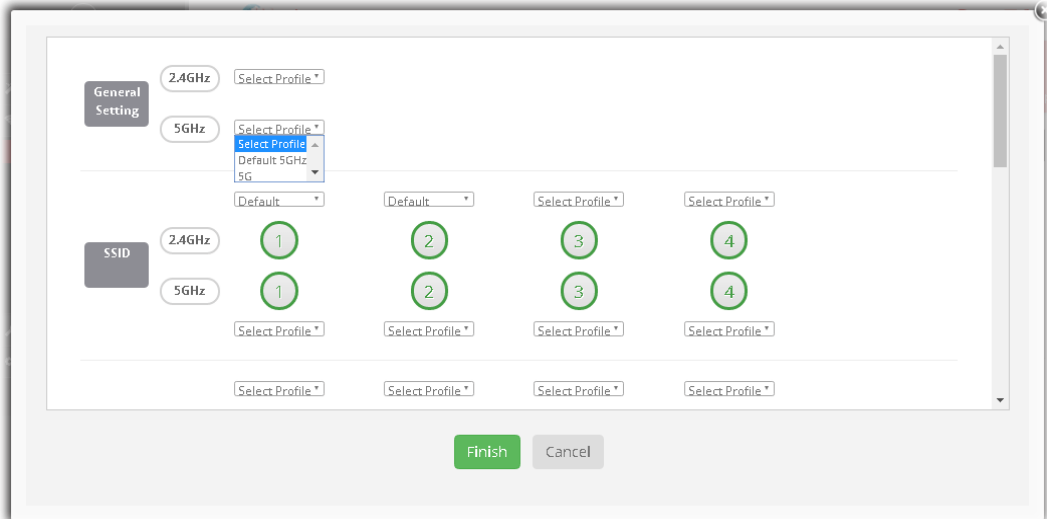 General
Setting
2.4GHz
Select Profile
5GHz
Select Profile
Select Profile
Default 5GHz
5G
Default
Default
Select Profile
Select Profile
SSID
2.4GHz
1
2
3
4
5GHz
1
2
3
4
Select Profile
Select Profile
Select Profile
Select Profile
Select Profile
Select Profile
Select Profile
Select Profile
Finish
Cancel